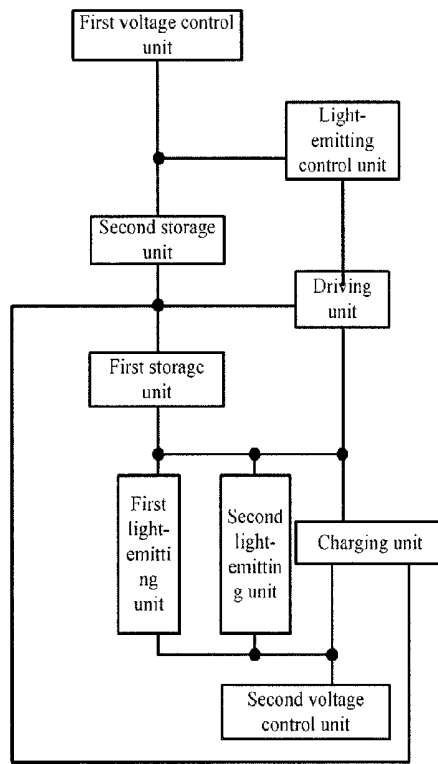 First voltage control
unit
Light-
emitting
control unit
Second storage
unit
Driving
unit
First storage
unit
First
light-
emitti
ng
unit
Second
light-
emittin
g unit
Charging unit
Second voltage
control unit